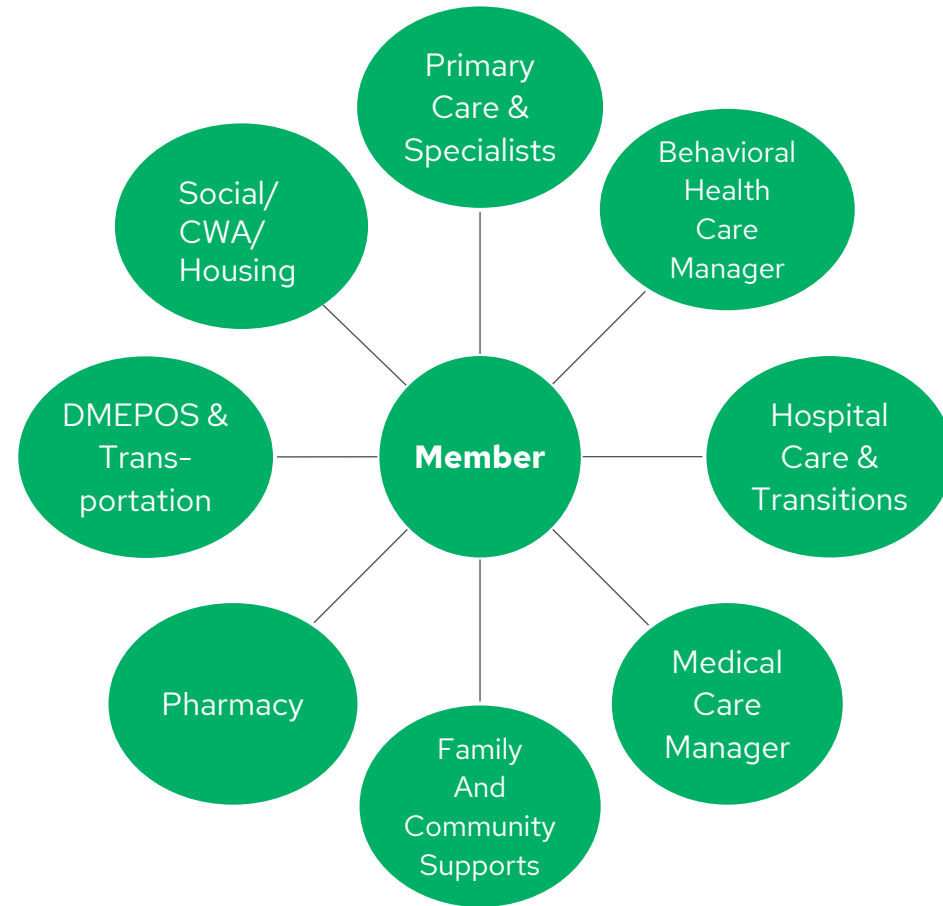 Primary
Care &
Specialists
Behavioral
Health
Care
Manager
Social/
CWA/
Housing
DMEPOS &
Trans-
portation
Member
Hospital
Care &
Transitions
Pharmacy
Medical
Care
Manager
Family
And
Community
Supports